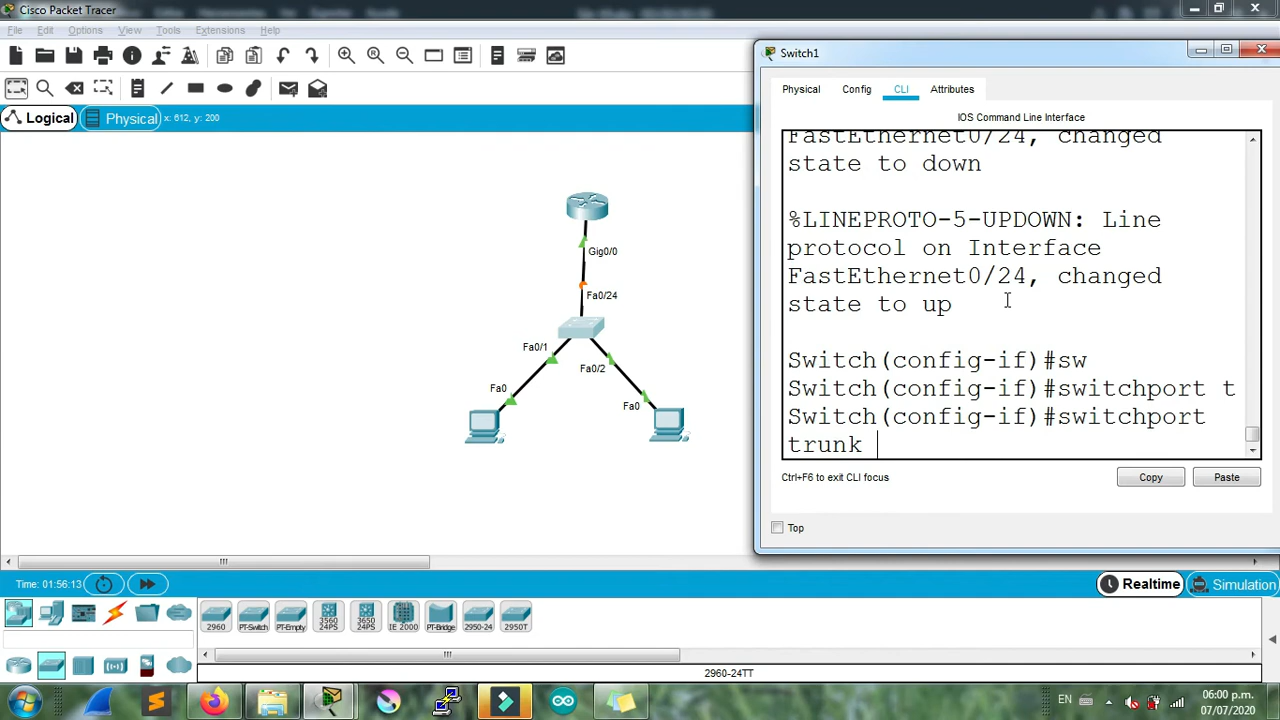 Cisco Packet Tracer
File Edit Options View Tools Extensions Help
Logical
Physical
x: 612, y: 200
Gig0/0
Fa0/24
Fa0/1
Fa0/2
Fa0
Fa0
Switch1
Physical Config CLI Attributes
IOS Command Line Interface
FastEthernet0/24, changed
state to down
%LINEPROTO-5-UPDOWN: Line
protocol on Interface
FastEthernet0/24, changed
state to up
Switch(config-if)#sw
Switch(config-if)#switchport t
Switch(config-if)#switchport
trunk
Ctrl+F6 to exit CLI focus
Copy
Paste
Top
Time: 01:56:13
Realtime
Simulation
2960
PT-Switch
PT-Empty
3560
24PS
3650
24PS
IE 2000
PT-Bridge
2950-24
2950T
2960-24TT
EN
06:00 p.m.
07/07/2020